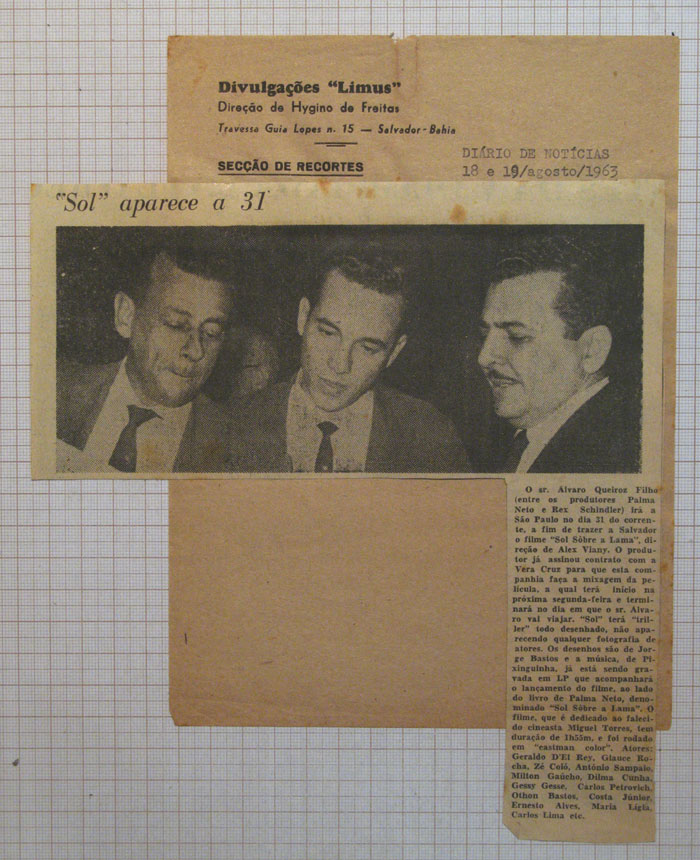 Divulgações "Limus"
Direção de Hygino de Freitas
Travessa Guia Lopes n. 15 — Salvador-Bahia
SECÇÃO DE RECORTES
DIÁRIO DE NOTÍCIAS
18 e 19/agosto/1963
"Sol" aparece a 31
O sr. Álvaro Queiroz Filho
(entre os produtores Palma
Neto e Rex Schindler) irá a
São Paulo no dia 31 do corren-
te, a fim de trazer a Salvador
o filme "Sol Sôbre a Lama", di-
reção de Alex Viany. O produ-
tor já assinou contrato com a
Vera Cruz para que esta com-
panhia faça a mixagem da pe-
lícula, a qual terá início na
próxima segunda-feira e termi-
nará no dia em que o sr. Álva-
ro vai viajar. "Sol" terá "tril-
ler" todo desenhado, não apa-
recendo qualquer fotografia de
atores. Os desenhos são de Jor-
ge Bastos e a música, de Pi-
xinguinha, já está sendo gra-
vada em LP que acompanhará
o lançamento do filme, ao lado
do livro de Palma Neto, deno-
minado "Sol Sôbre a Lama". O
filme, que é dedicado ao faleci-
do cineasta Miguel Torres, tem
duração de 1h55m, e foi rodado
em "eastman color". Atores:
Geraldo D'El Rey, Glauce Ro-
cha, Zé Coió, Antônio Sampaio,
Milton Gaúcho, Dilma Cunha,
Gessy Gesse, Carlos Petrovich,
Othon Bastos, Costa Júnior,
Ernesto Alves, Maria Lígia,
Carlos Lima etc.